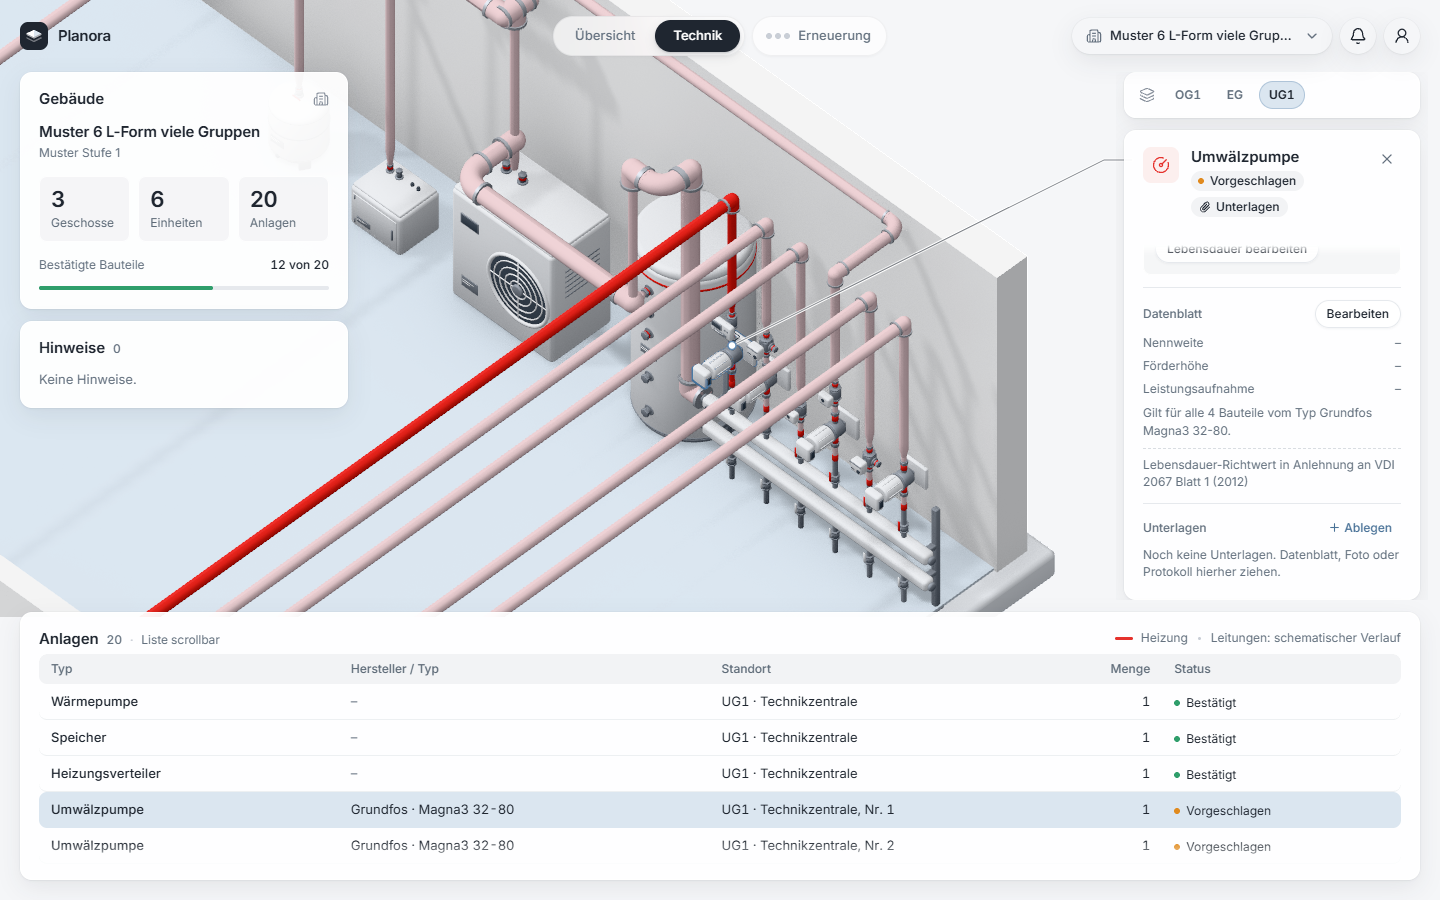 Planora
Übersicht
Technik
Erneuerung
Muster 6 L-Form viele Grup...
Gebäude
Muster 6 L-Form viele Gruppen
Muster Stufe 1
3
Geschosse
6
Einheiten
20
Anlagen
Bestätigte Bauteile
12 von 20
Hinweise 0
Keine Hinweise.
OG1
EG
UG1
Umwälzpumpe
Vorgeschlagen
Unterlagen
Lebensdauer bearbeiten
Datenblatt
Bearbeiten
Nennweite –
Förderhöhe –
Leistungsaufnahme –
Gilt für alle 4 Bauteile vom Typ Grundfos
Magna3 32-80.
Lebensdauer-Richtwert in Anlehnung an VDI
2067 Blatt 1 (2012)
Unterlagen
+ Ablegen
Noch keine Unterlagen. Datenblatt, Foto oder
Protokoll hierher ziehen.
Anlagen 20 · Liste scrollbar
Heizung · Leitungen: schematischer Verlauf
Typ Hersteller / Typ Standort Menge Status
Wärmepumpe – UG1 · Technikzentrale 1 Bestätigt
Speicher – UG1 · Technikzentrale 1 Bestätigt
Heizungsverteiler – UG1 · Technikzentrale 1 Bestätigt
Umwälzpumpe Grundfos · Magna3 32-80 UG1 · Technikzentrale, Nr. 1 1 Vorgeschlagen
Umwälzpumpe Grundfos · Magna3 32-80 UG1 · Technikzentrale, Nr. 2 1 Vorgeschlagen